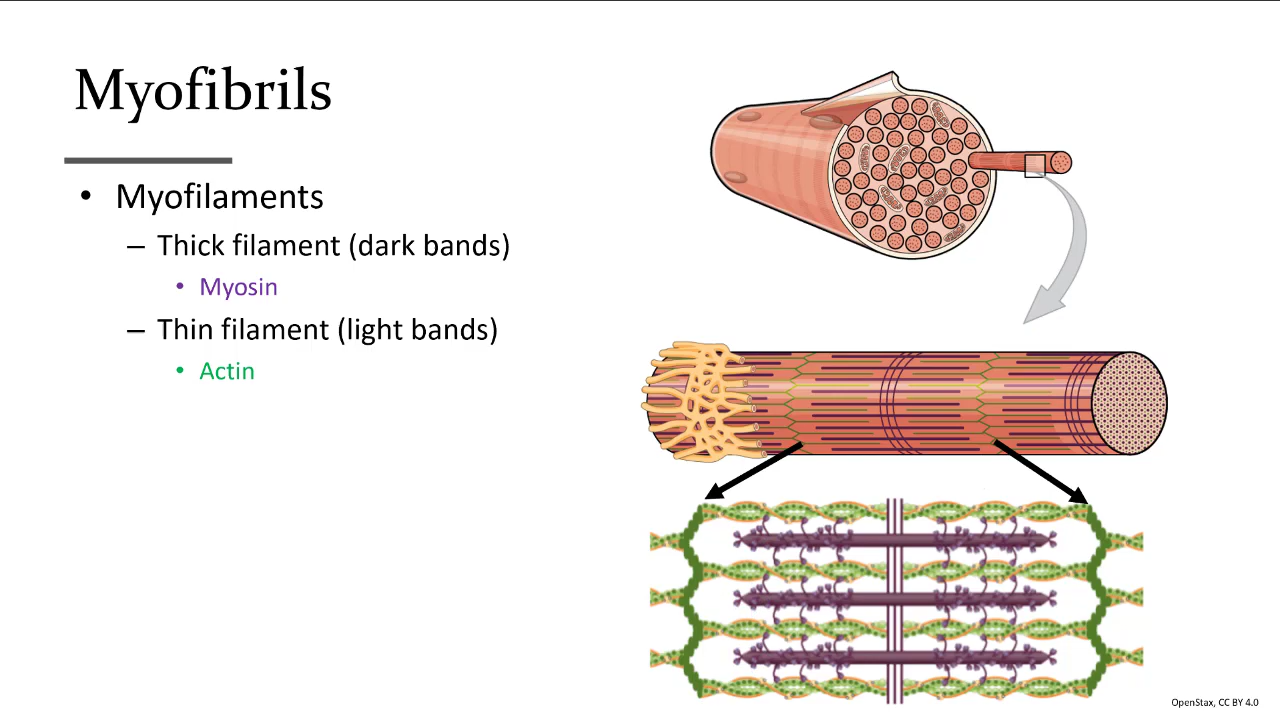 Myofibrils
• Myofilaments
– Thick filament (dark bands)
• Myosin
– Thin filament (light bands)
• Actin
OpenStax, CC BY 4.0